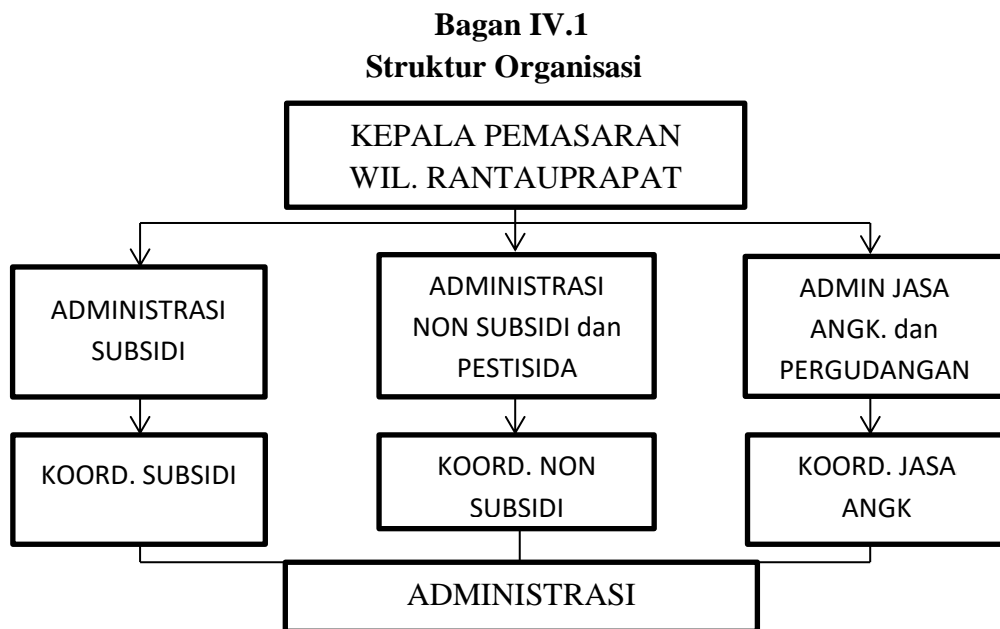 Bagan IV.1
Struktur Organisasi
KEPALA PEMASARAN
WIL. RANTAUPRAPAT
ADMINISTRASI
SUBSIDI
ADMINISTRASI
NON SUBSIDI dan
PESTISIDA
ADMIN JASA
ANGK. dan
PERGUDANGAN
KOORD. SUBSIDI
KOORD. NON
SUBSIDI
KOORD. JASA
ANGK
ADMINISTRASI